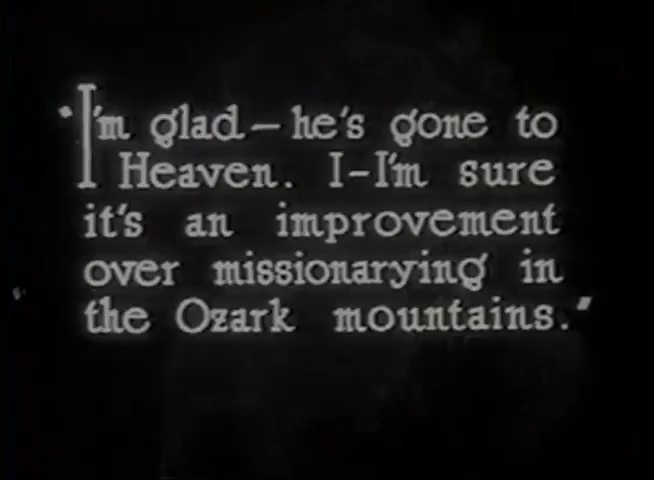 "I'm glad — he's gone to
Heaven. I-I'm sure
it's an improvement
over missionarying in
the Ozark mountains."